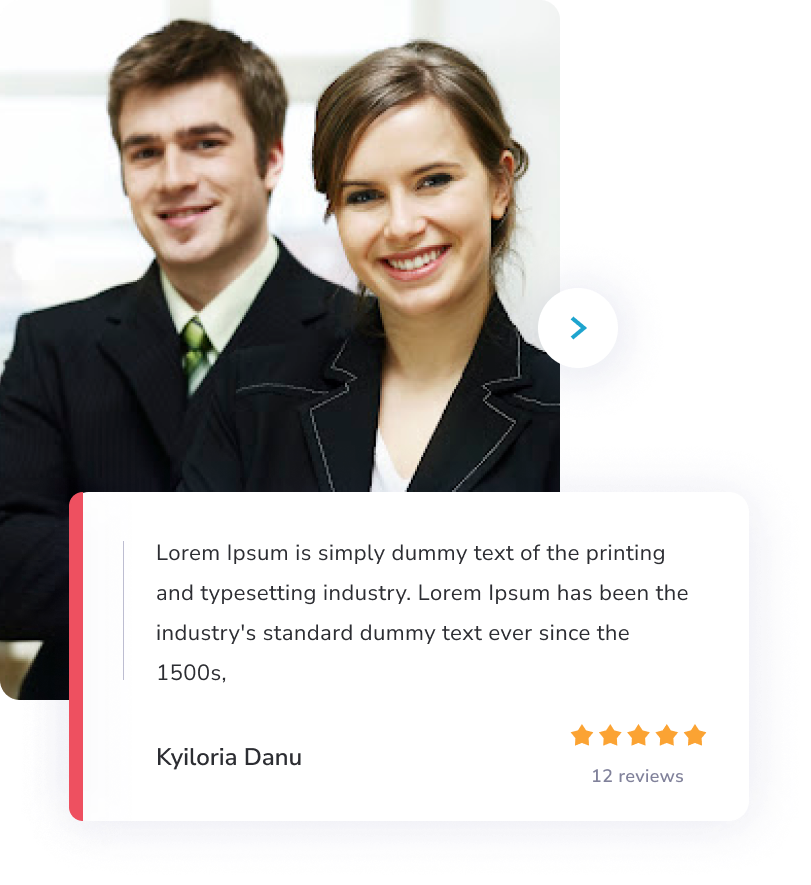 Lorem Ipsum is simply dummy text of the printing
and typesetting industry. Lorem Ipsum has been the
industry's standard dummy text ever since the
1500s,
Kyiloria Danu
12 reviews